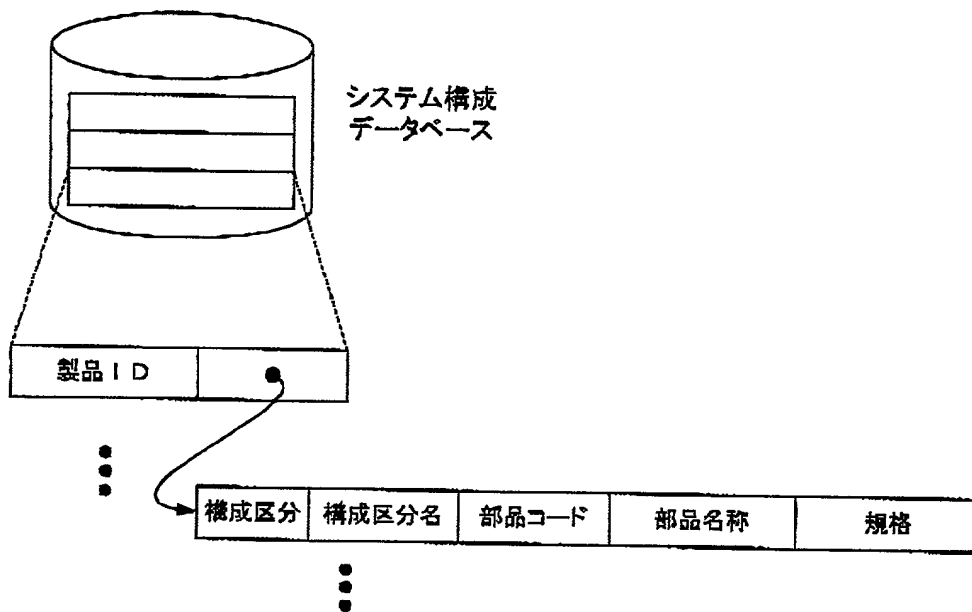 システム構成
データベース
製品ID
構成区分
構成区分名
部品コード
部品名称
規格